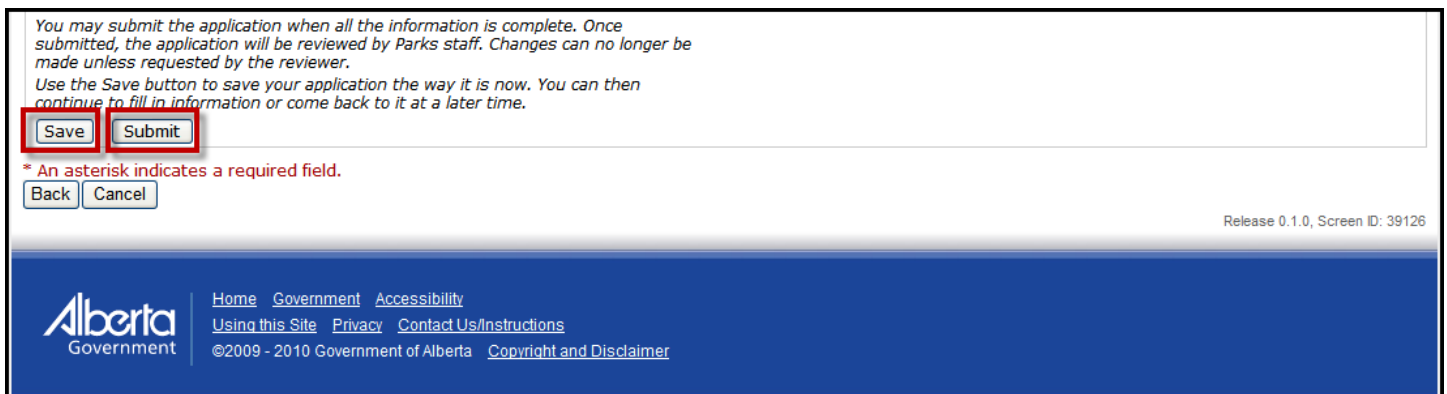 You may submit the application when all the information is complete. Once
submitted, the application will be reviewed by Parks staff. Changes can no longer be
made unless requested by the reviewer.
Use the Save button to save your application the way it is now. You can then
continue to fill in information or come back to it at a later time.
Save Submit
* An asterisk indicates a required field.
Back Cancel
Release 0.1.0, Screen ID: 39126
Alberta
Government
Home Government Accessibility
Using this Site Privacy Contact Us/Instructions
©2009 - 2010 Government of Alberta Copyright and Disclaimer